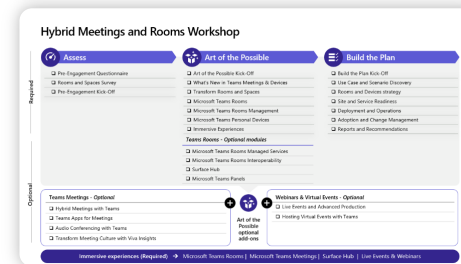 Hybrid Meetings and Rooms Workshop
Required
Assess
Pre-Engagement Questionnaire
Rooms and Spaces Survey
Pre-Engagement Kick-Off
Art of the Possible
Art of the Possible Kick-Off
What's New in Teams Meetings & Devices
Transform Rooms and Spaces
Microsoft Teams Rooms
Microsoft Teams Rooms Management
Microsoft Teams Personal Devices
Immersive Experiences
Teams Rooms - Optional modules
Microsoft Teams Rooms Managed Services
Microsoft Teams Rooms Interoperability
Surface Hub
Microsoft Teams Panels
Build the Plan
Build the Plan Kick-Off
Use Case and Scenario Discovery
Rooms and Devices strategy
Site and Service Readiness
Deployment and Operations
Adoption and Change Management
Reports and Recommendations
Optional
Teams Meetings - Optional
Hybrid Meetings with Teams
Teams Apps for Meetings
Audio Conferencing with Teams
Transform Meeting Culture with Viva Insights
Art of the
Possible
optional
add-ons
Webinars & Virtual Events - Optional
Live Events and Advanced Production
Hosting Virtual Events with Teams
Immersive experiences (Required) → Microsoft Teams Rooms | Microsoft Teams Meetings | Surface Hub | Live Events & Webinars